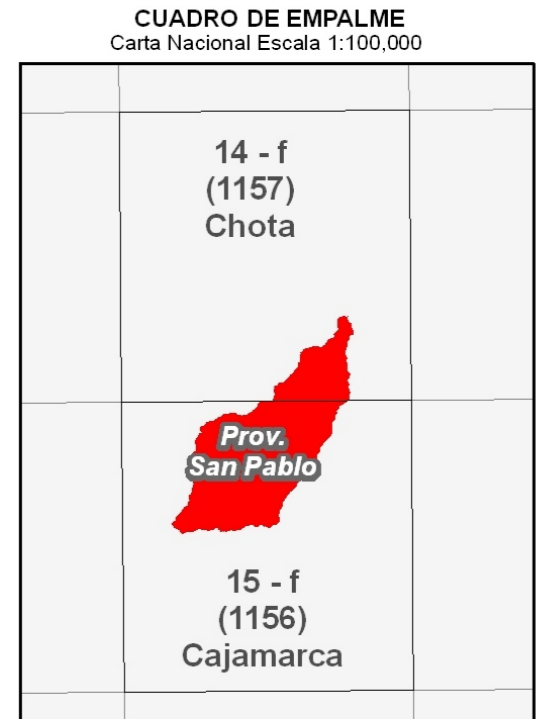 CUADRO DE EMPALME
Carta Nacional Escala 1:100,000
14 - f
(1157)
Chota
Prov.
San Pablo
15 - f
(1156)
Cajamarca